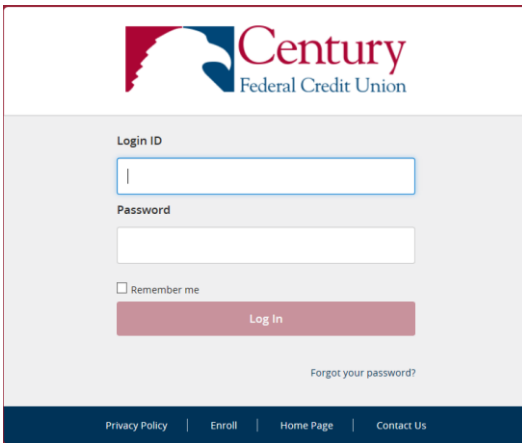 Century
Federal Credit Union
Login ID
Password
Remember me
Log In
Forgot your password?
Privacy Policy | Enroll | Home Page | Contact Us